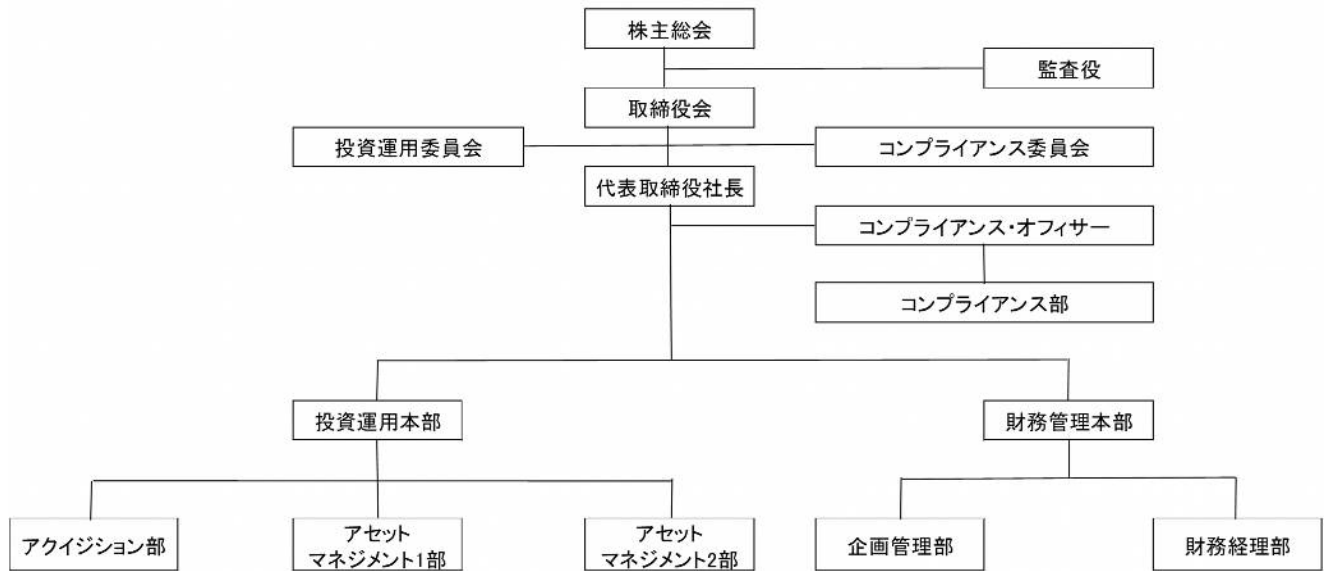 株主総会
監査役
取締役会
投資運用委員会
コンプライアンス委員会
代表取締役社長
コンプライアンス・オフィサー
コンプライアンス部
投資運用本部
財務管理本部
アクイジション部
アセット
マネジメント1部
アセット
マネジメント2部
企画管理部
財務経理部